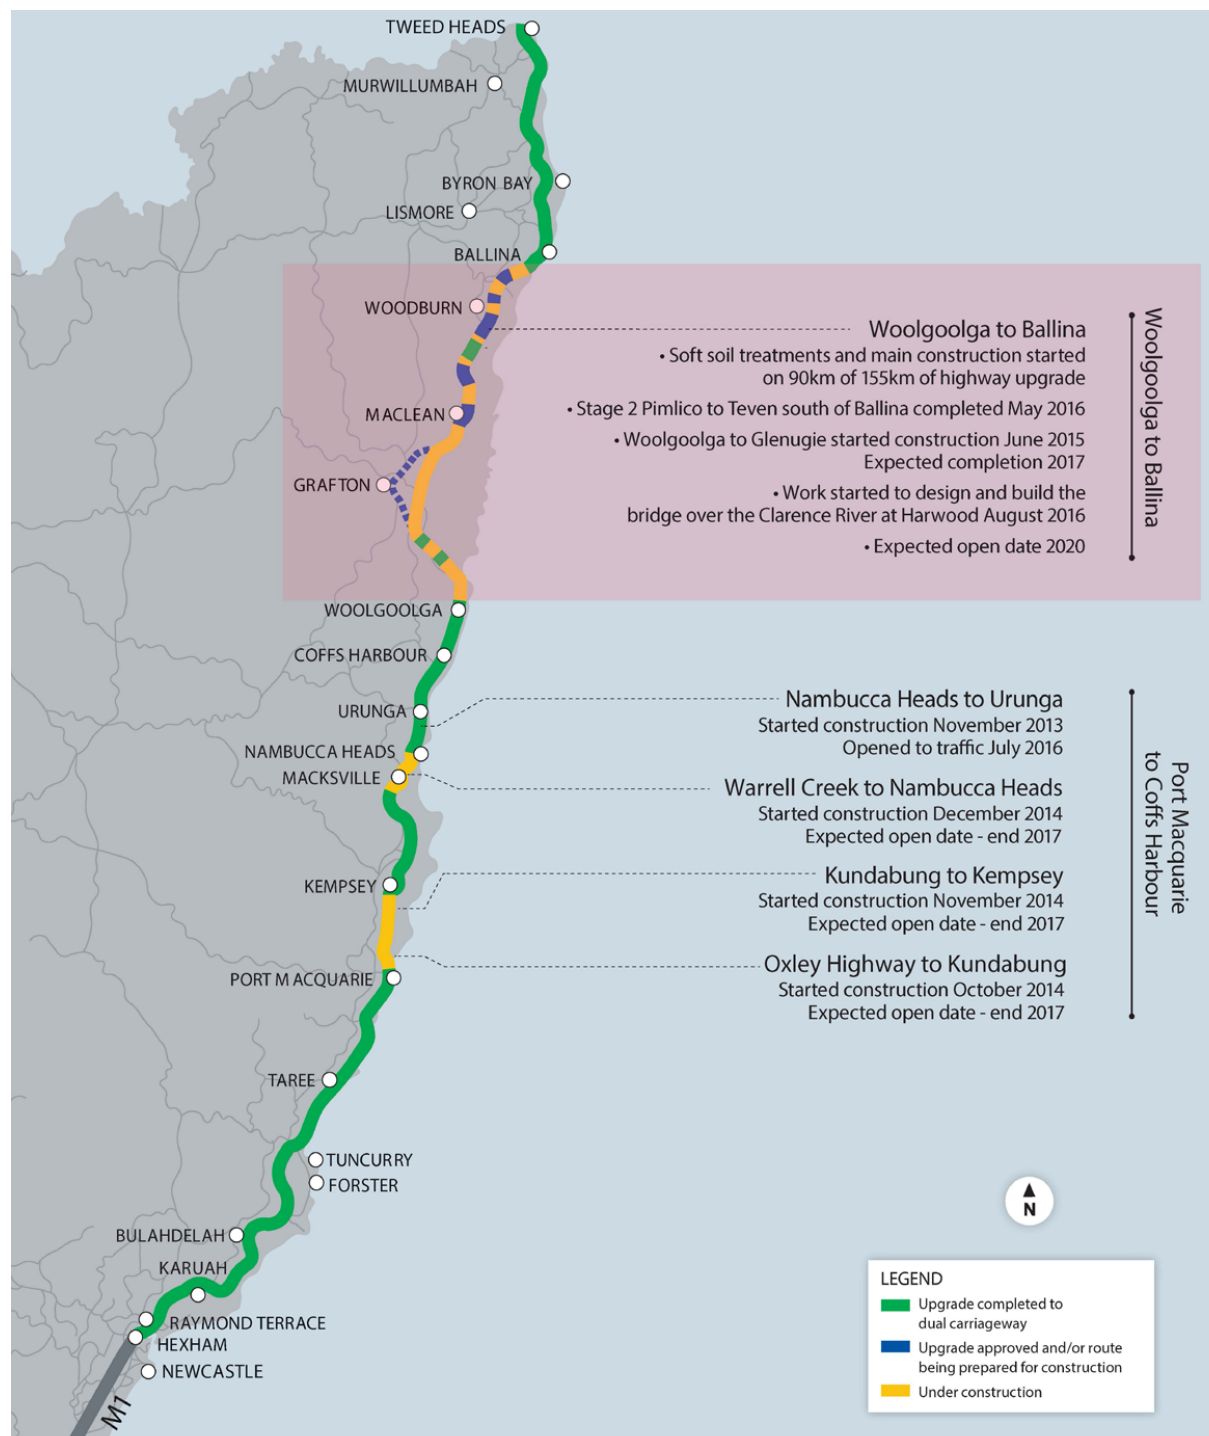 TWEED HEADS
MURWILLUMBAH
BYRON BAY
LISMORE
BALLINA
WOODBURN
Woolgoolga to Ballina
• Soft soil treatments and main construction started
on 90km of 155km of highway upgrade
MACLEAN
• Stage 2 Pimlico to Teven south of Ballina completed May 2016
• Woolgoolga to Glenugie started construction June 2015
Expected completion 2017
GRAFTON
• Work started to design and build the
bridge over the Clarence River at Harwood August 2016
• Expected open date 2020
Woolgoolga to Ballina
WOOLGOOLGA
COFFS HARBOUR
URUNGA
Nambucca Heads to Urunga
Started construction November 2013
Opened to traffic July 2016
NAMBUCCA HEADS
MACKSVILLE
Warrell Creek to Nambucca Heads
Started construction December 2014
Expected open date - end 2017
KEMPSEY
Kundabung to Kempsey
Started construction November 2014
Expected open date - end 2017
PORT MACQUARIE
Oxley Highway to Kundabung
Started construction October 2014
Expected open date - end 2017
Port Macquarie
to Coffs Harbour
TAREE
TUNCURRY
FORSTER
BULAHDELAH
KARUAH
RAYMOND TERRACE
HEXHAM
NEWCASTLE
M1
N
LEGEND
Upgrade completed to
dual carriageway
Upgrade approved and/or route
being prepared for construction
Under construction